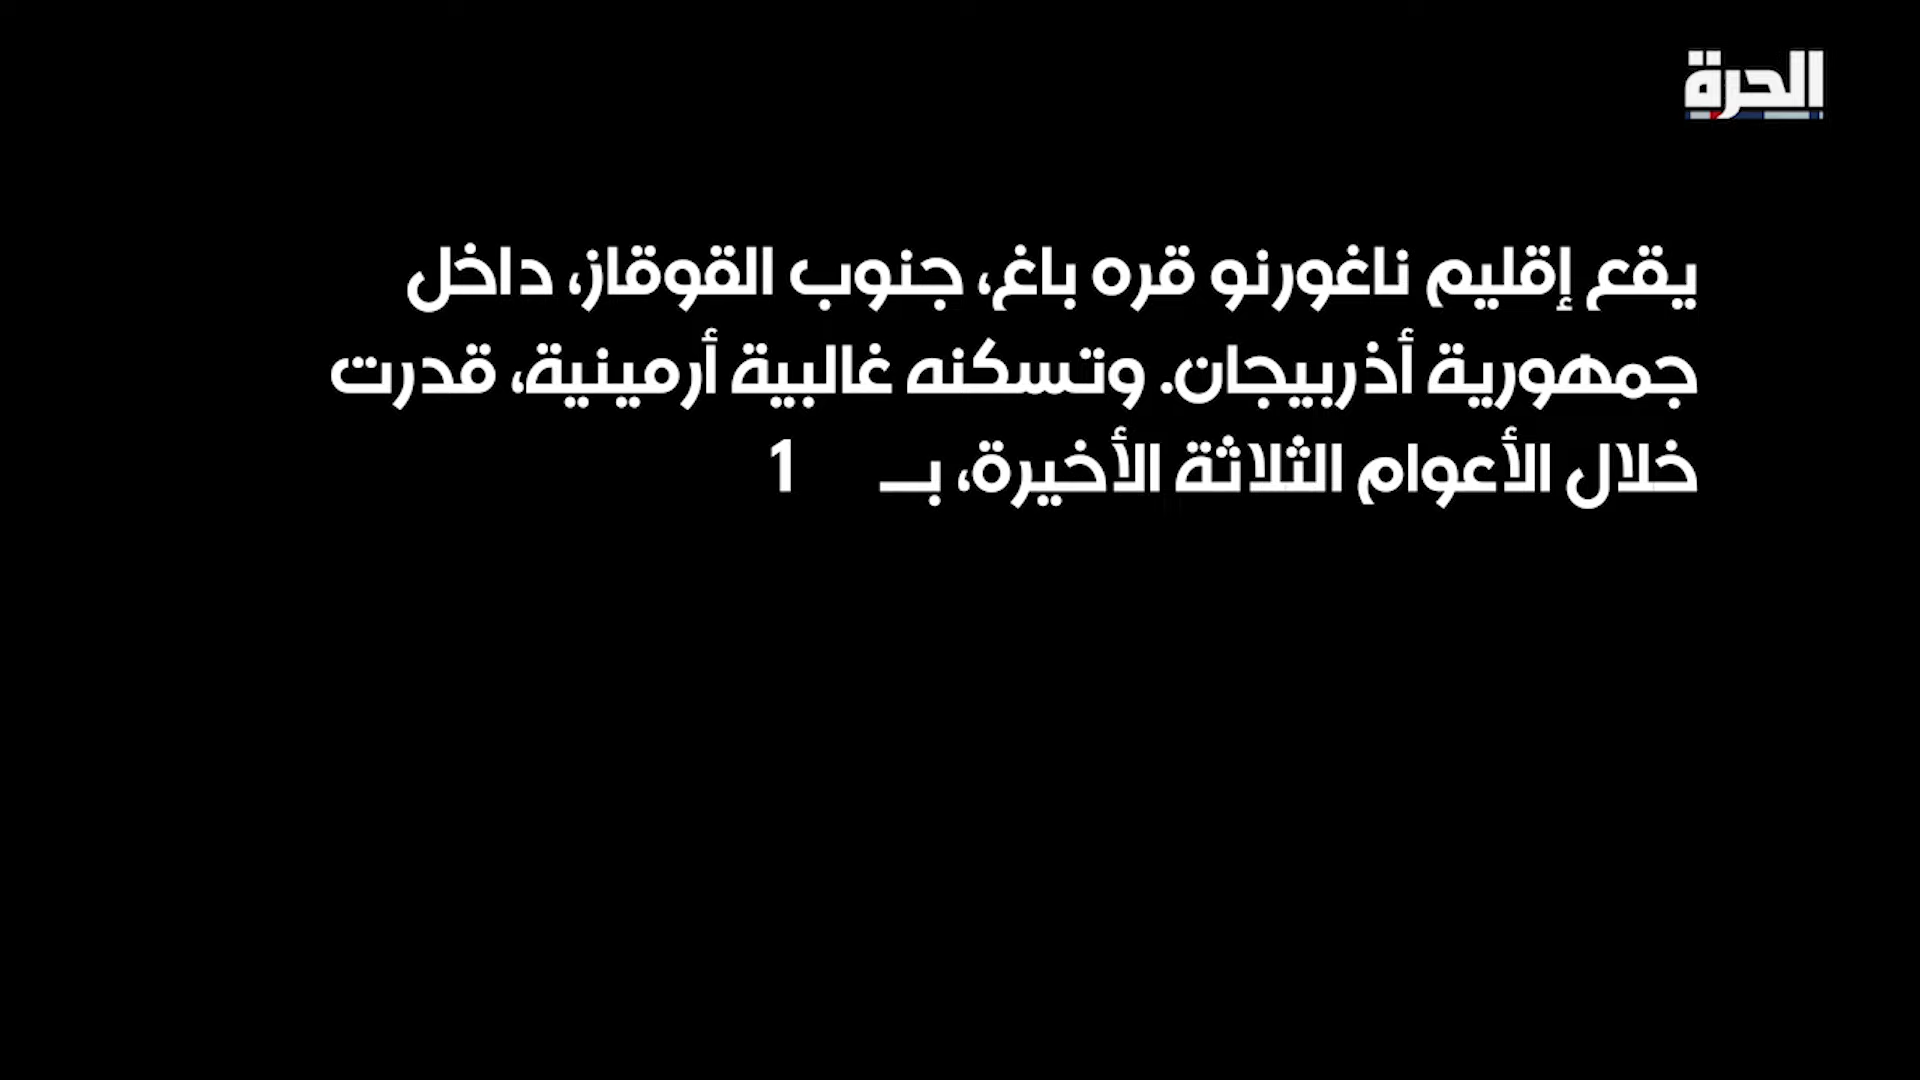 الحرة
يقع إقليم ناغورنو قره باغ، جنوب القوقاز، داخل
جمهورية أذربيجان. وتسكنه غالبية أرمينية، قدرت
خلال الأعوام الثلاثة الأخيرة، بـــ 1